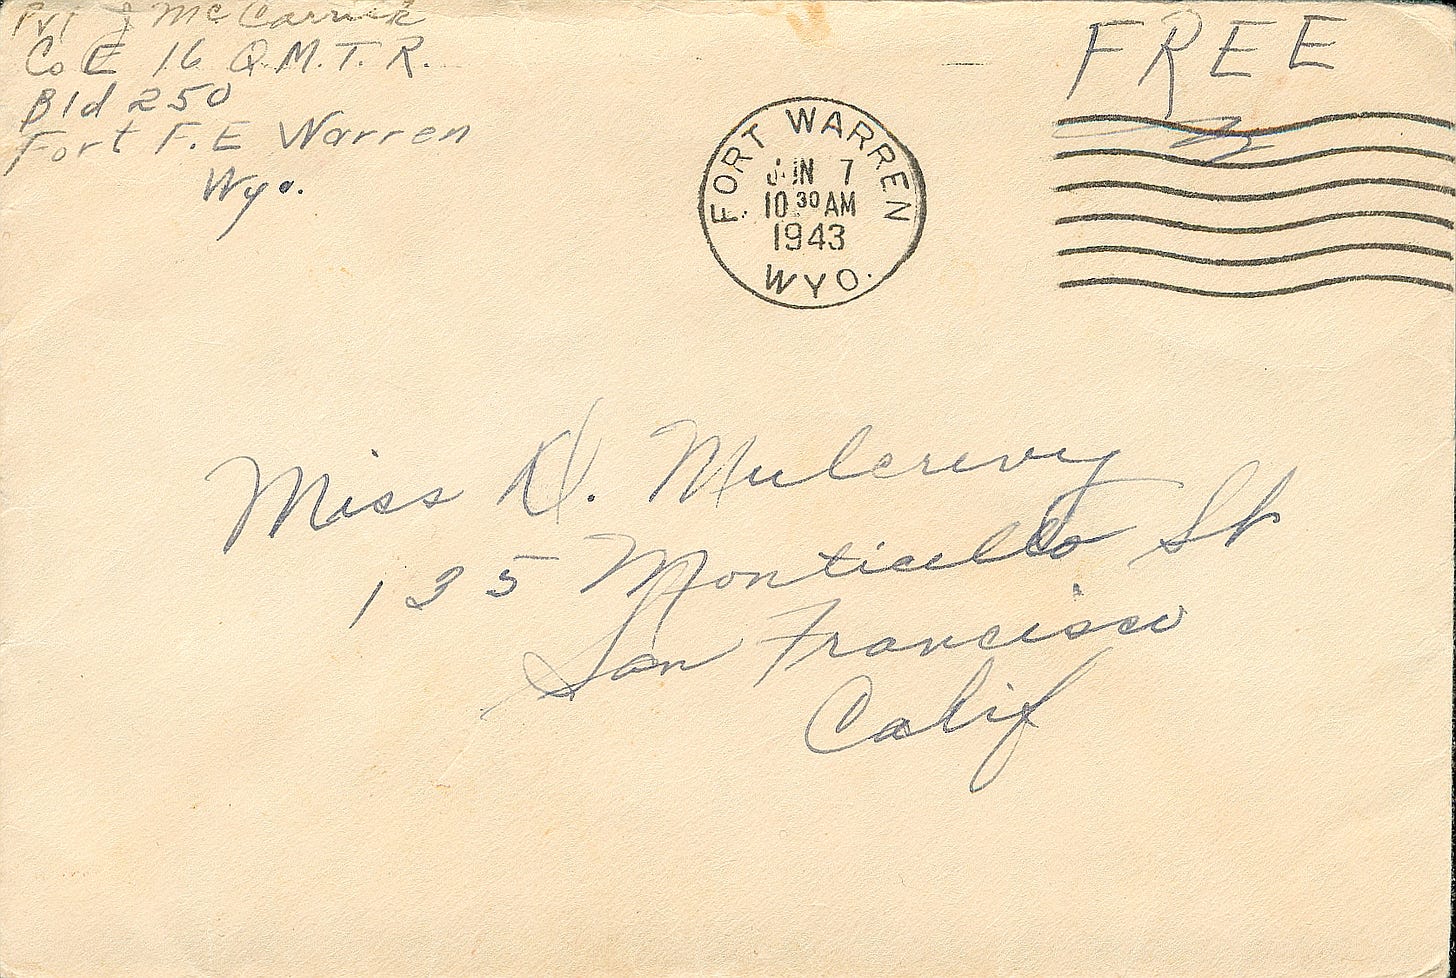 Pvt J McCarrick
Co E 16 Q.M.T.R.
Bld 250
Fort F.E Warren
Wyo.
FREE
FORT WARREN
JUN 7
10 30 AM
1943
WYO.
Miss D. Mulcrevy
135 Monticello St
San Francisco
Calif